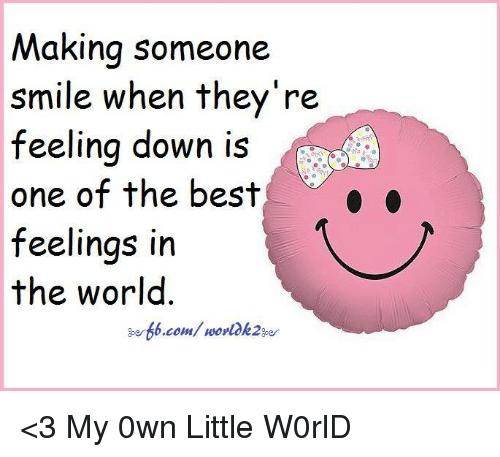 Making someone
smile when they're
feeling down is
one of the best
feelings in
the world.
fb.com/worldk2
<3 My 0wn Little W0rlD